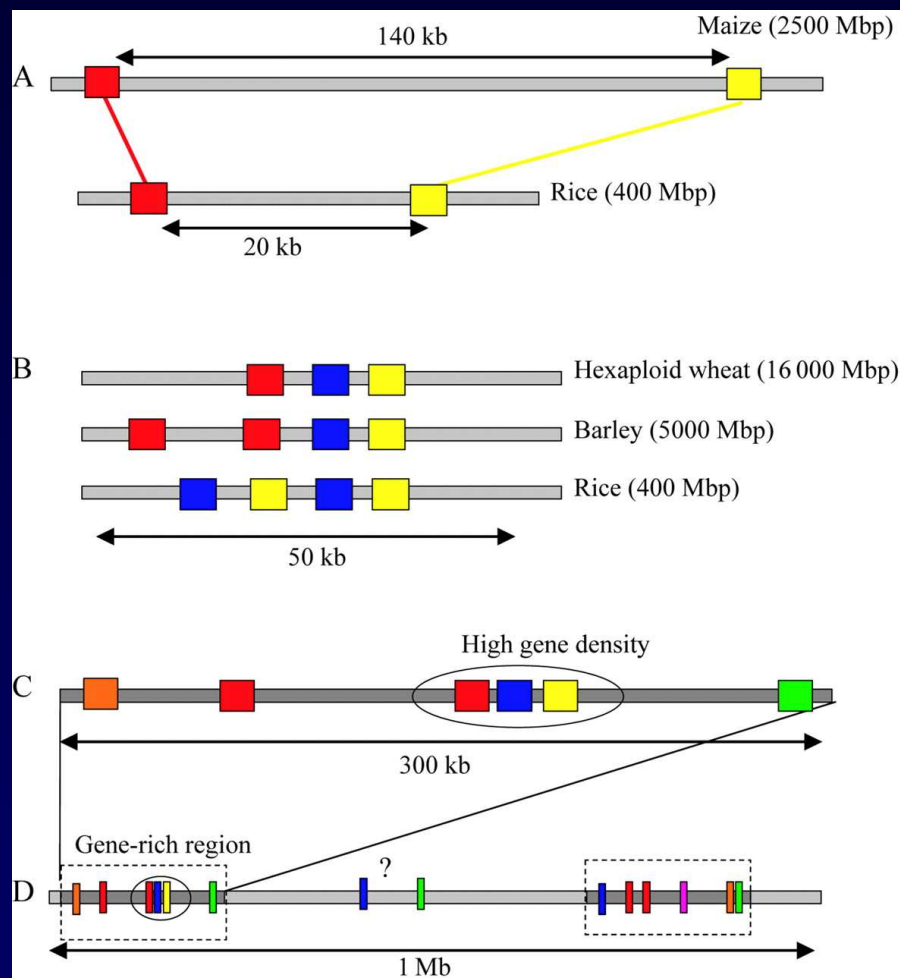 Maize (2500 Mbp)
140 kb
A
Rice (400 Mbp)
20 kb
B
Hexaploid wheat (16 000 Mbp)
Barley (5000 Mbp)
Rice (400 Mbp)
50 kb
High gene density
C
300 kb
Gene-rich region
?
D
1 Mb